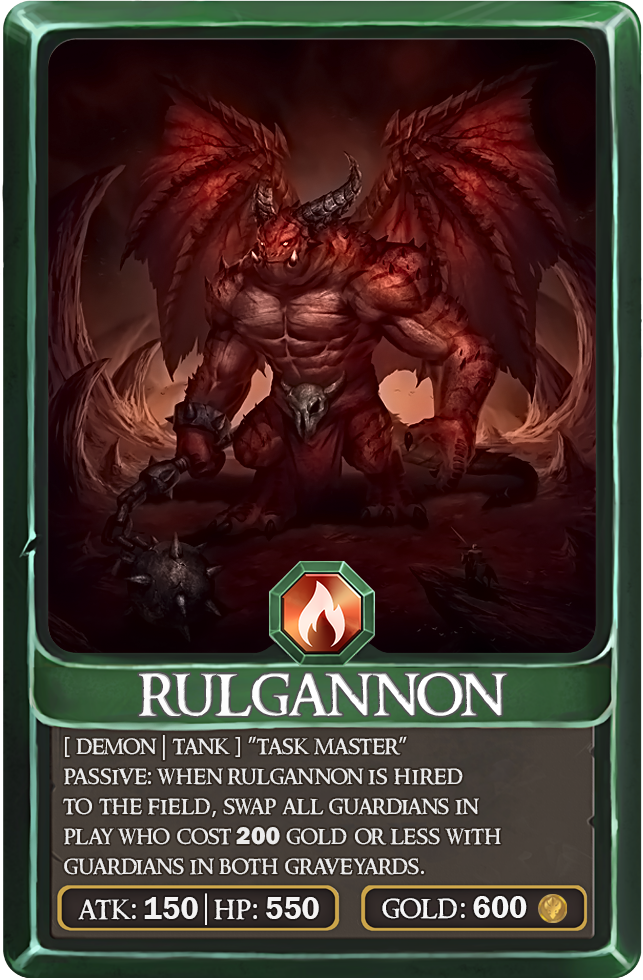 RULGANNON
[ DEMON | TANK ] "TASK MASTER"
PASSIVE: WHEN RULGANNON IS HIRED
TO THE FIELD, SWAP ALL GUARDIANS IN
PLAY WHO COST 200 GOLD OR LESS WITH
GUARDIANS IN BOTH GRAVEYARDS.
ATK: 150 | HP: 550 GOLD: 600